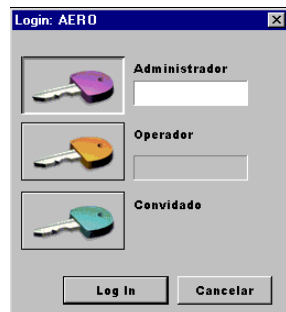 Login: AERO
Administrador
Operador
Convidado
Log In
Cancelar